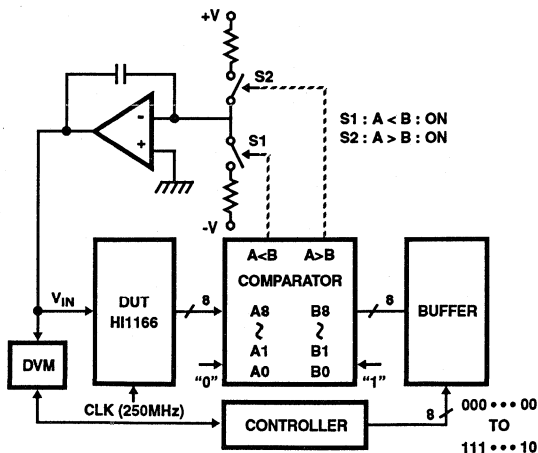 +V
S2
S1 : A < B : ON
S2 : A > B : ON
-
+
S1
-V
A<B A>B
COMPARATOR
VIN
DUT
HI1166
8
A8 B8
8
BUFFER
A1 B1
A0 B0
DVM
"0"
"1"
CLK (250MHz)
CONTROLLER
8
000 • • • 00
TO
111 • • • 10